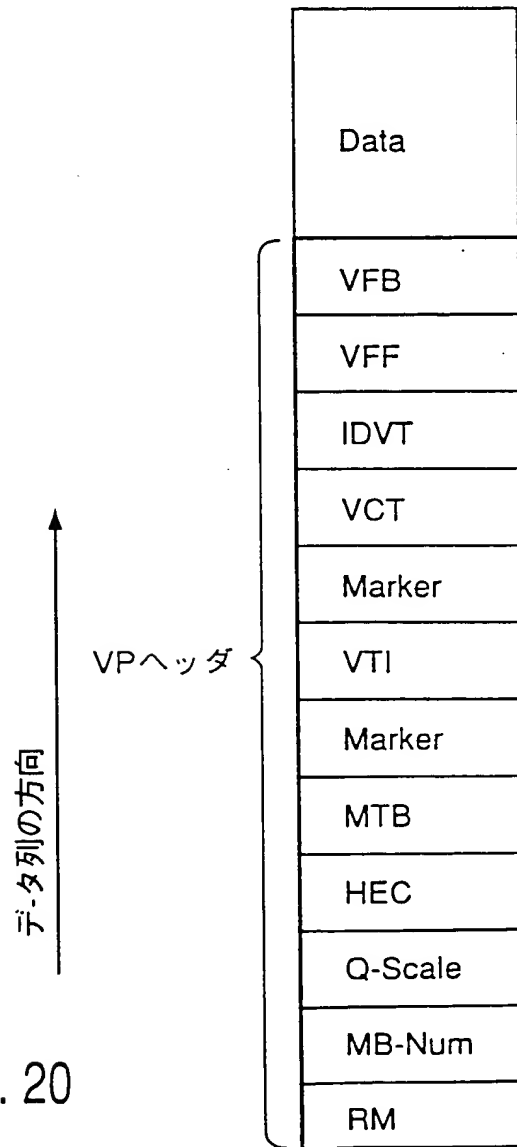 Data
VFB
VFF
IDVT
VCT
Marker
VPヘッダ
VTI
Marker
MTB
HEC
Q-Scale
MB-Num
RM
データ列の方向
. 20